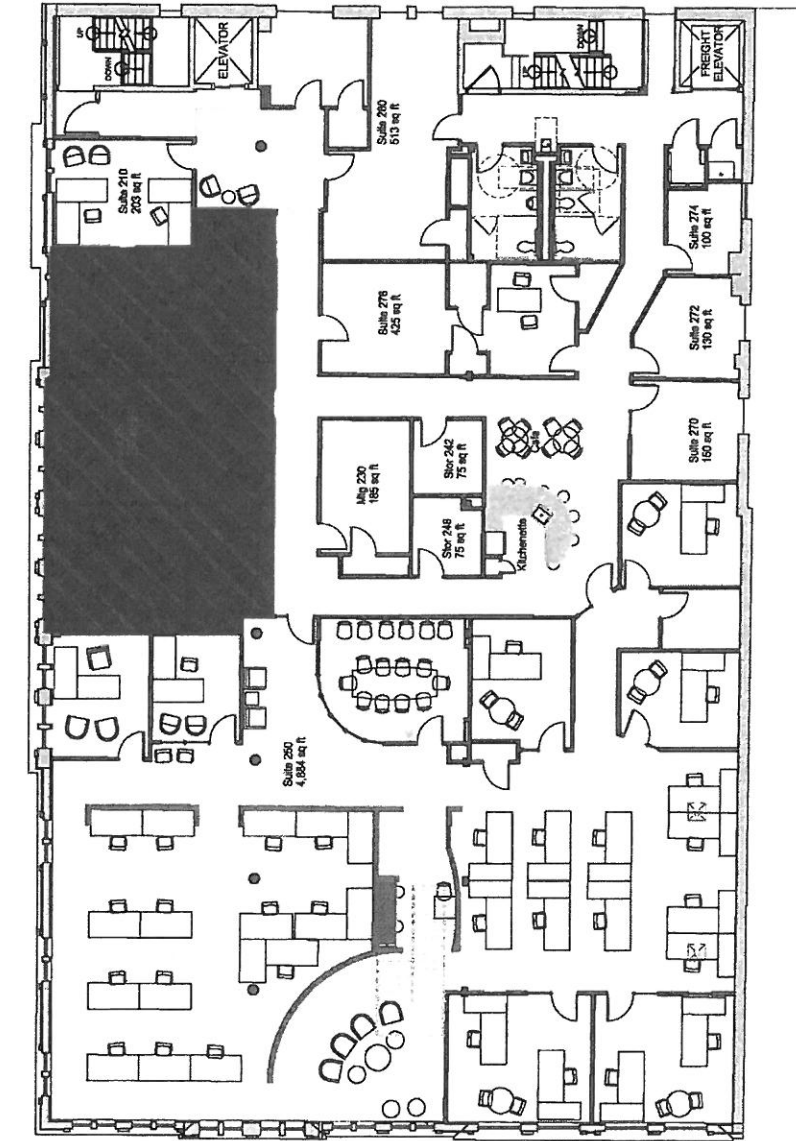 UP
DOWN
ELEVATOR
DOWN
UP
FREIGHT
ELEVATOR
Suite 280
513 sq ft
Suite 210
203 sq ft
Suite 274
100 sq ft
Suite 276
425 sq ft
Suite 272
130 sq ft
Mtg 230
185 sq ft
Stor 242
75 sq ft
Cafe
Suite 270
150 sq ft
Stor 248
75 sq ft
Kitchenette
Suite 250
4,884 sq ft